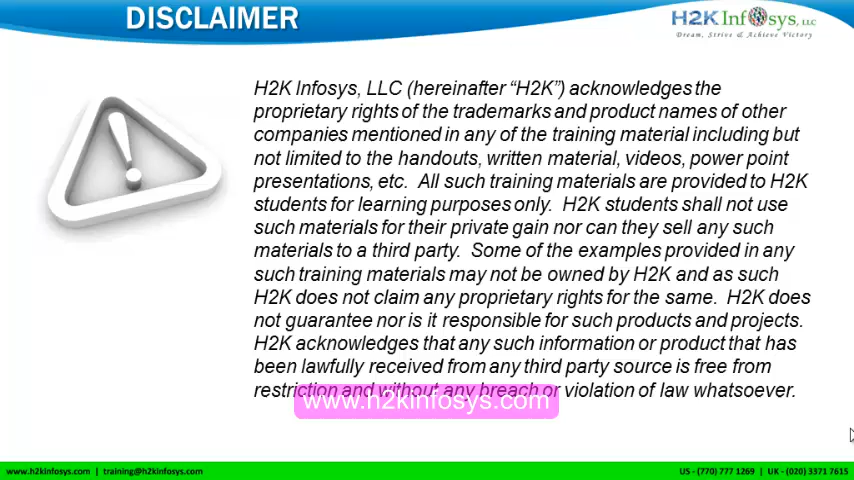 DISCLAIMER
H2K Infosys, LLC
Dream, Strive & Achieve Victory
H2K Infosys, LLC (hereinafter “H2K”) acknowledges the
proprietary rights of the trademarks and product names of other
companies mentioned in any of the training material including but
not limited to the handouts, written material, videos, power point
presentations, etc.  All such training materials are provided to H2K
students for learning purposes only.  H2K students shall not use
such materials for their private gain nor can they sell any such
materials to a third party.  Some of the examples provided in any
such training materials may not be owned by H2K and as such
H2K does not claim any proprietary rights for the same.  H2K does
not guarantee nor is it responsible for such products and projects.
H2K acknowledges that any such information or product that has
been lawfully received from any third party source is free from
restriction and without any breach or violation of law whatsoever.
www.h2kinfosys.com
www.h2kinfosys.com | training@h2kinfosys.com
US - (770) 777 1269 | UK - (020) 3371 7615